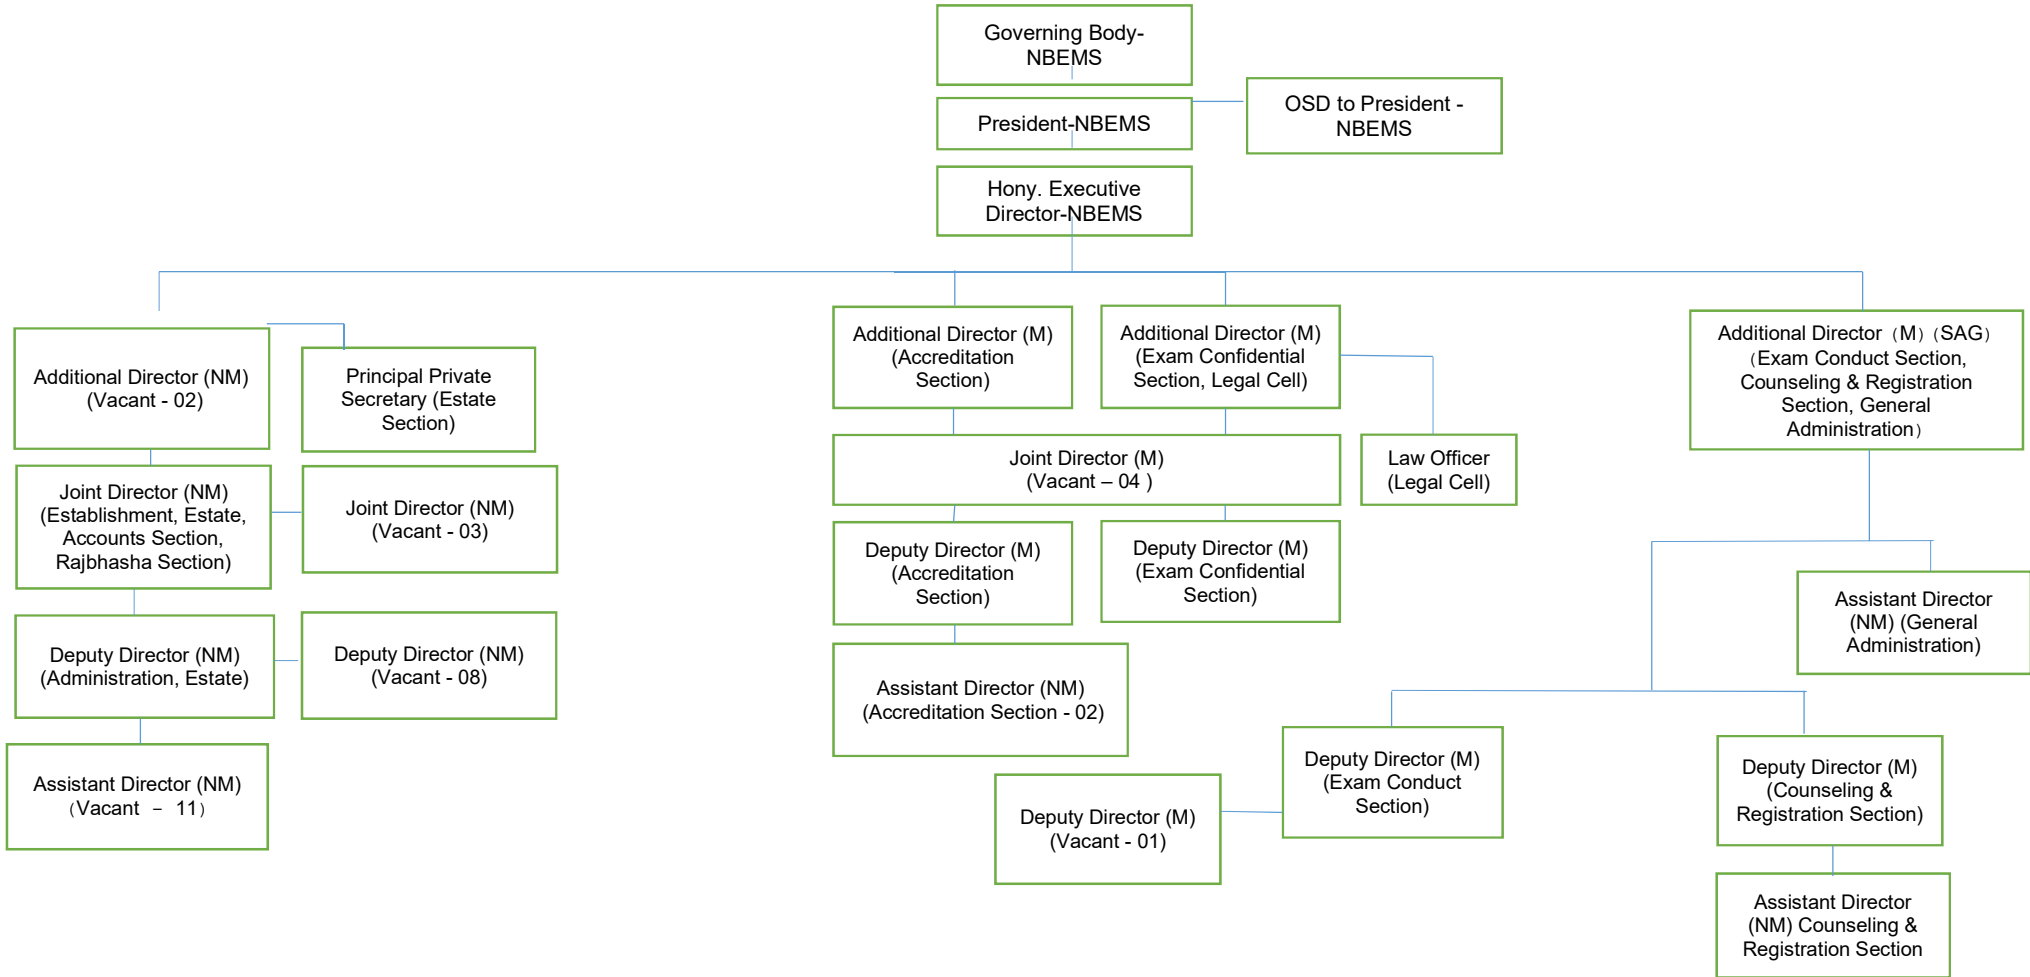 Governing Body-
NBEMS
President-NBEMS
OSD to President -
NBEMS
Hony. Executive
Director-NBEMS
Additional Director (NM)
(Vacant - 02)
Principal Private
Secretary (Estate
Section)
Joint Director (NM)
(Establishment, Estate,
Accounts Section,
Rajbhasha Section)
Joint Director (NM)
(Vacant - 03)
Deputy Director (NM)
(Administration, Estate)
Deputy Director (NM)
(Vacant - 08)
Assistant Director (NM)
(Vacant – 11)
Additional Director (M)
(Accreditation
Section)
Additional Director (M)
(Exam Confidential
Section, Legal Cell)
Joint Director (M)
(Vacant – 04 )
Law Officer
(Legal Cell)
Deputy Director (M)
(Accreditation
Section)
Deputy Director (M)
(Exam Confidential
Section)
Assistant Director (NM)
(Accreditation Section - 02)
Additional Director (M) (SAG)
(Exam Conduct Section,
Counseling & Registration
Section, General
Administration)
Assistant Director
(NM) (General
Administration)
Deputy Director (M)
(Exam Conduct
Section)
Deputy Director (M)
(Vacant - 01)
Deputy Director (M)
(Counseling &
Registration Section)
Assistant Director
(NM) Counseling &
Registration Section